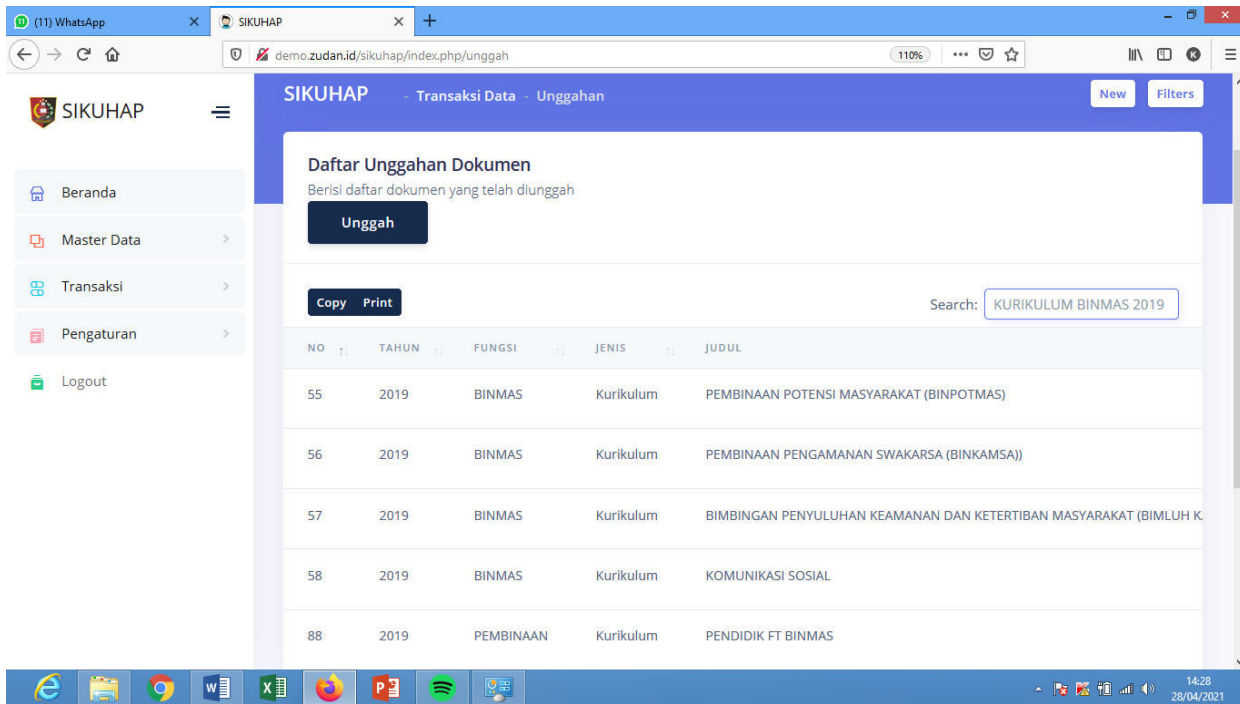 (11) WhatsApp
SIKUHAP
demo.zudan.id/sikuhap/index.php/unggah
110%
SIKUHAP
Beranda
Master Data
Transaksi
Pengaturan
Logout
SIKUHAP - Transaksi Data - Unggahan
New Filters
Daftar Unggahan Dokumen
Berisi daftar dokumen yang telah diunggah
Unggah
Copy Print
Search: KURIKULUM BINMAS 2019
NO TAHUN FUNGSI JENIS JUDUL
55 2019 BINMAS Kurikulum PEMBINAAN POTENSI MASYARAKAT (BINPOTMAS)
56 2019 BINMAS Kurikulum PEMBINAAN PENGAMANAN SWAKARSA (BINKAMSA))
57 2019 BINMAS Kurikulum BIMBINGAN PENYULUHAN KEAMANAN DAN KETERTIBAN MASYARAKAT (BIMLUH K
58 2019 BINMAS Kurikulum KOMUNIKASI SOSIAL
88 2019 PEMBINAAN Kurikulum PENDIDIK FT BINMAS
14:28
28/04/2021